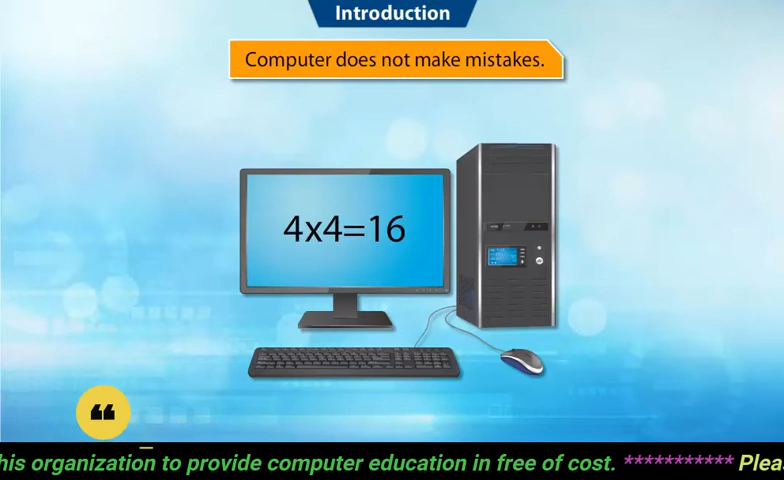 Introduction
Computer does not make mistakes.
4x4=16
his organization to provide computer education in free of cost. *********** Plea